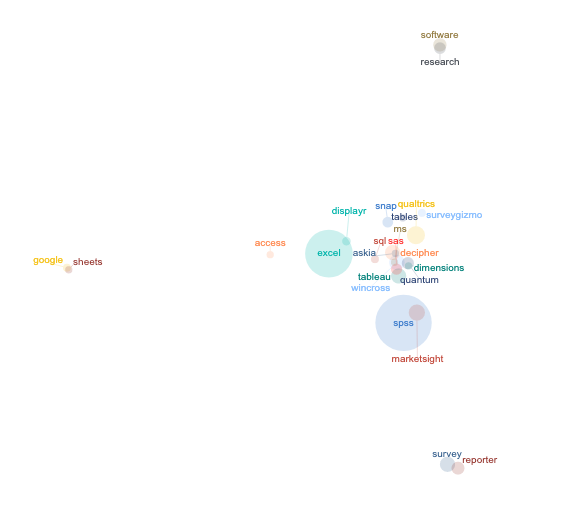 software
research
snap
qualtrics
displayr
tables
surveygizmo
ms
access
sql
sas
excel
askia
decipher
google
sheets
dimensions
tableau
quantum
wincross
spss
marketsight
survey
reporter